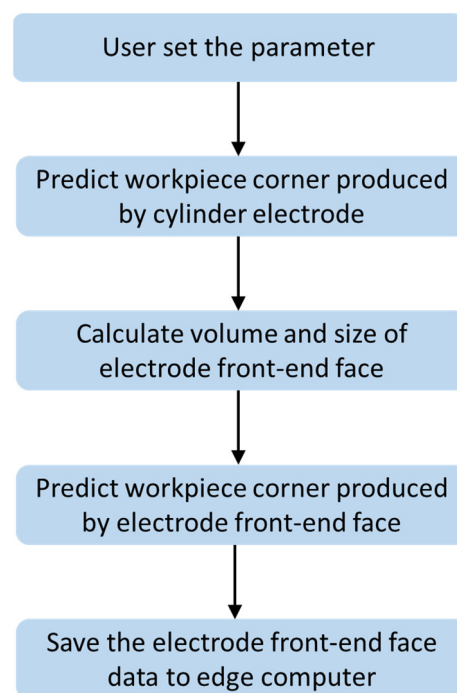 User set the parameter
Predict workpiece corner produced
by cylinder electrode
Calculate volume and size of
electrode front-end face
Predict workpiece corner produced
by electrode front-end face
Save the electrode front-end face
data to edge computer